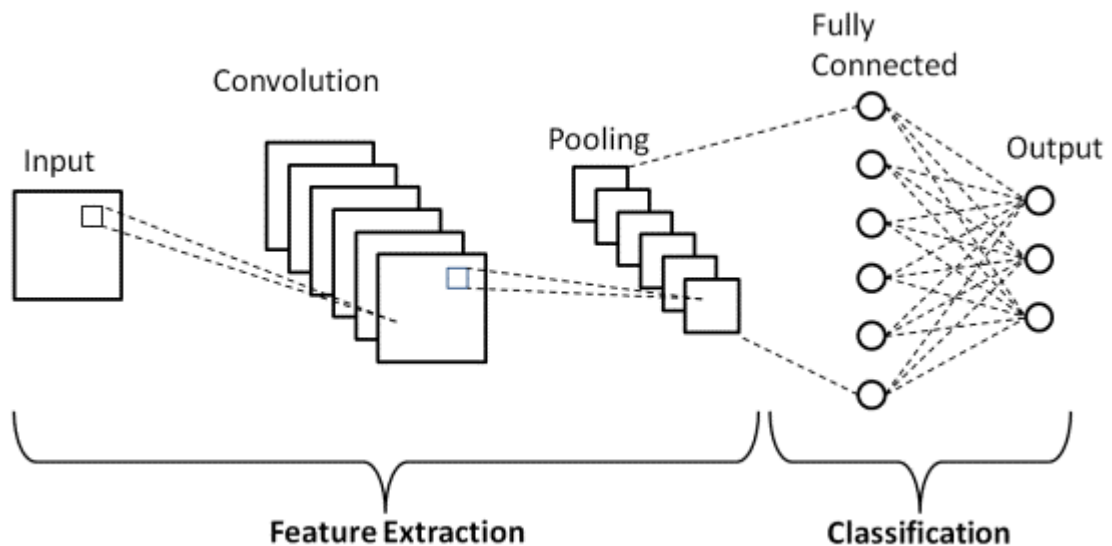 Input
Convolution
Pooling
Fully
Connected
Output
Feature Extraction
Classification